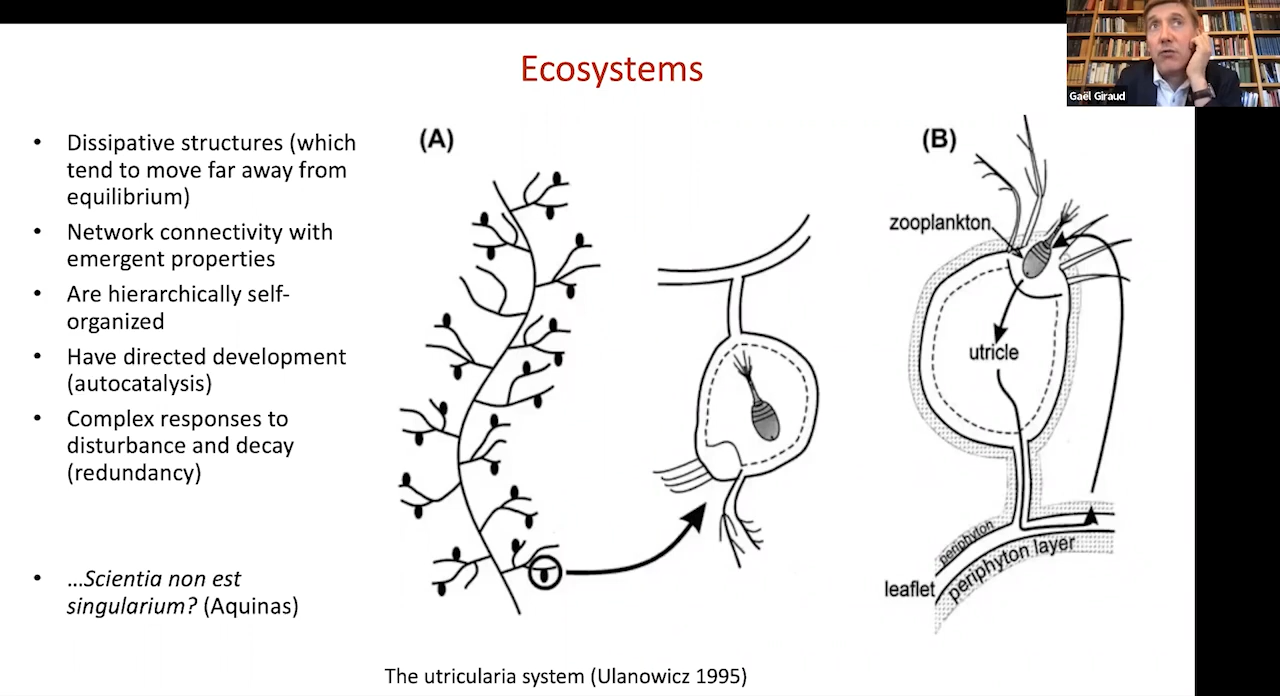 Ecosystems
Gaël Giraud
• Dissipative structures (which
tend to move far away from
equilibrium)
• Network connectivity with
emergent properties
• Are hierarchically self-
organized
• Have directed development
(autocatalysis)
• Complex responses to
disturbance and decay
(redundancy)
• …Scientia non est
singularium? (Aquinas)
(A)
(B)
zooplankton
utricle
periphyton
periphyton layer
leaflet
The utricularia system (Ulanowicz 1995)